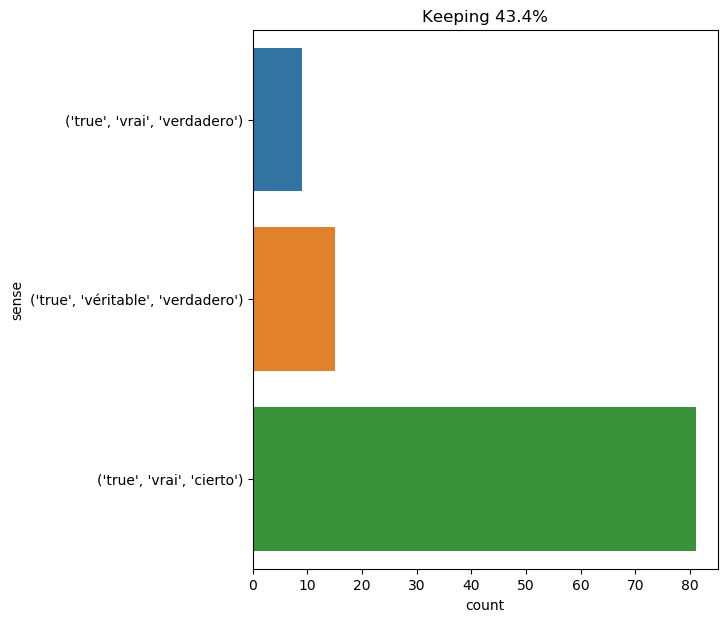 Keeping 43.4%
('true', 'vrai', 'verdadero')
('true', 'véritable', 'verdadero')
('true', 'vrai', 'cierto')
sense
0 10 20 30 40 50 60 70 80
count